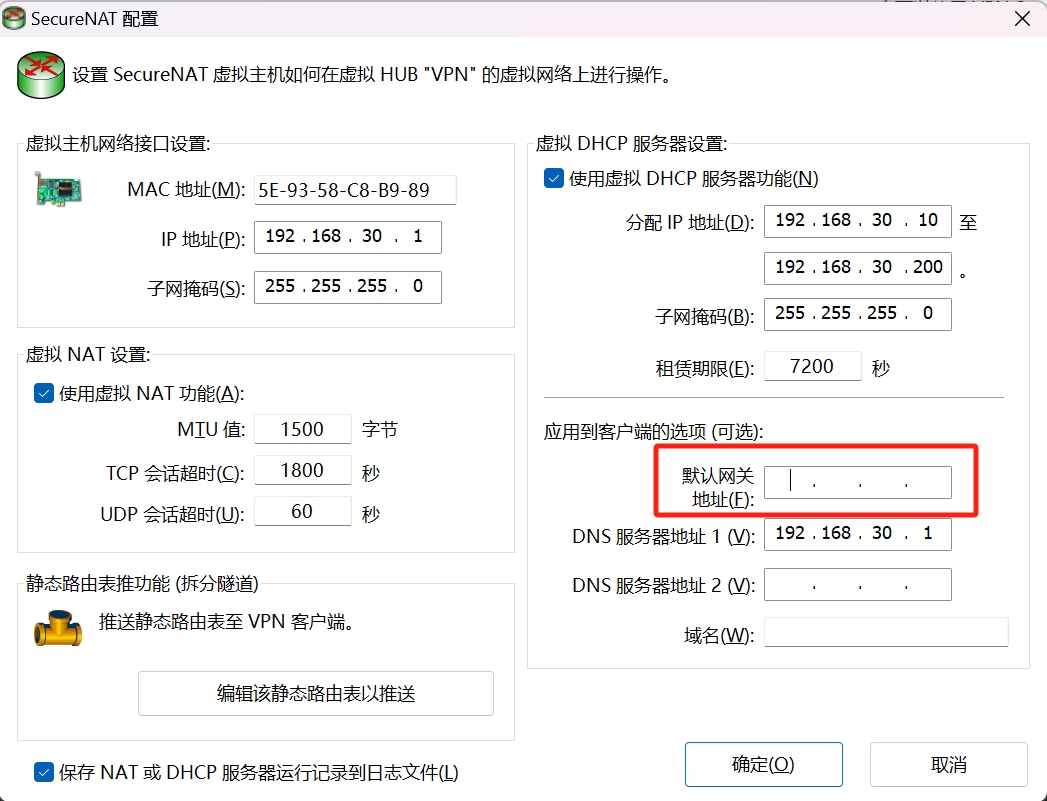 SecureNAT 配置
设置 SecureNAT 虚拟主机如何在虚拟 HUB "VPN" 的虚拟网络上进行操作。
虚拟主机网络接口设置:
MAC 地址(M): 5E-93-58-C8-B9-89
IP 地址(P): 192 . 168 . 30 . 1
子网掩码(S): 255 . 255 . 255 . 0
虚拟 NAT 设置:
使用虚拟 NAT 功能(A):
MTU 值: 1500 字节
TCP 会话超时(C): 1800 秒
UDP 会话超时(U): 60 秒
静态路由表推功能 (拆分隧道)
推送静态路由表至 VPN 客户端。
编辑该静态路由表以推送
保存 NAT 或 DHCP 服务器运行记录到日志文件(L)
虚拟 DHCP 服务器设置:
使用虚拟 DHCP 服务器功能(N)
分配 IP 地址(D): 192 . 168 . 30 . 10 至
192 . 168 . 30 . 200 。
子网掩码(B): 255 . 255 . 255 . 0
租赁期限(E): 7200 秒
应用到客户端的选项 (可选):
默认网关
地址(F): . . .
DNS 服务器地址 1 (V): 192 . 168 . 30 . 1
DNS 服务器地址 2 (V): . . .
域名(W):
确定(O)
取消